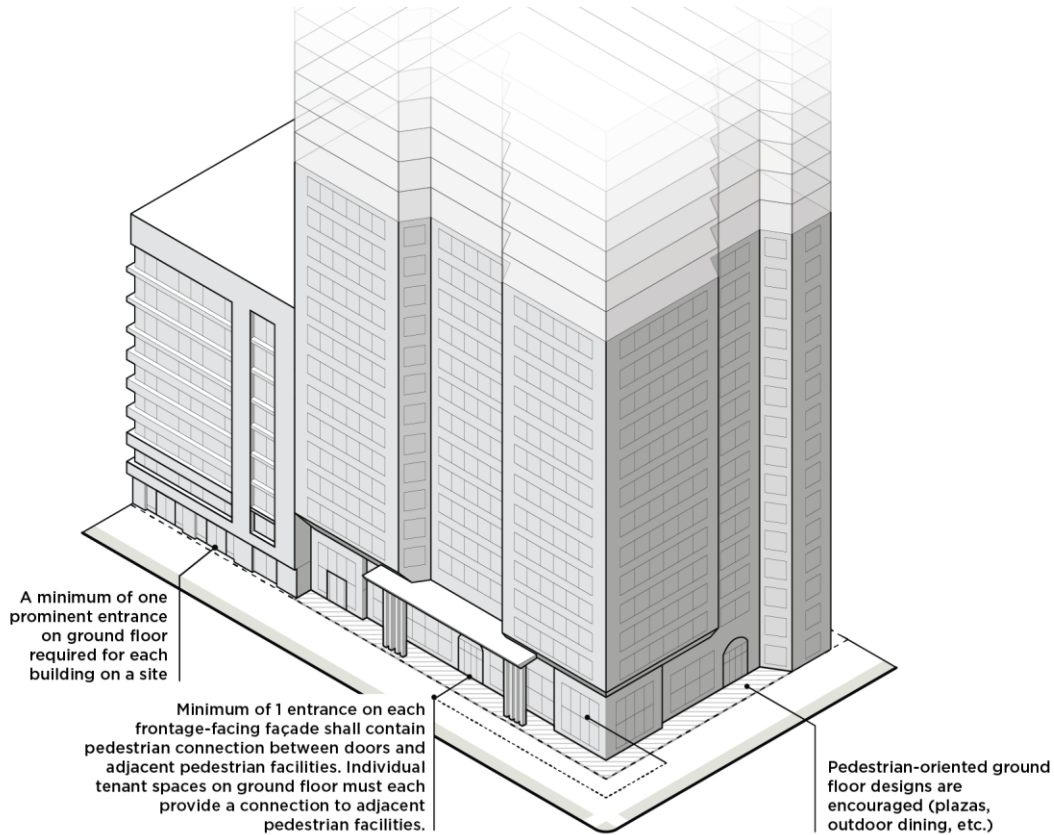 A minimum of one
prominent entrance
on ground floor
required for each
building on a site
Minimum of 1 entrance on each
frontage-facing façade shall contain
pedestrian connection between doors and
adjacent pedestrian facilities. Individual
tenant spaces on ground floor must each
provide a connection to adjacent
pedestrian facilities.
Pedestrian-oriented ground
floor designs are
encouraged (plazas,
outdoor dining, etc.)